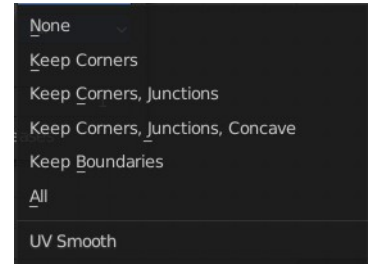 None
Keep Corners
Keep Corners, Junctions
Keep Corners, Junctions, Concave
Keep Boundaries
All
UV Smooth